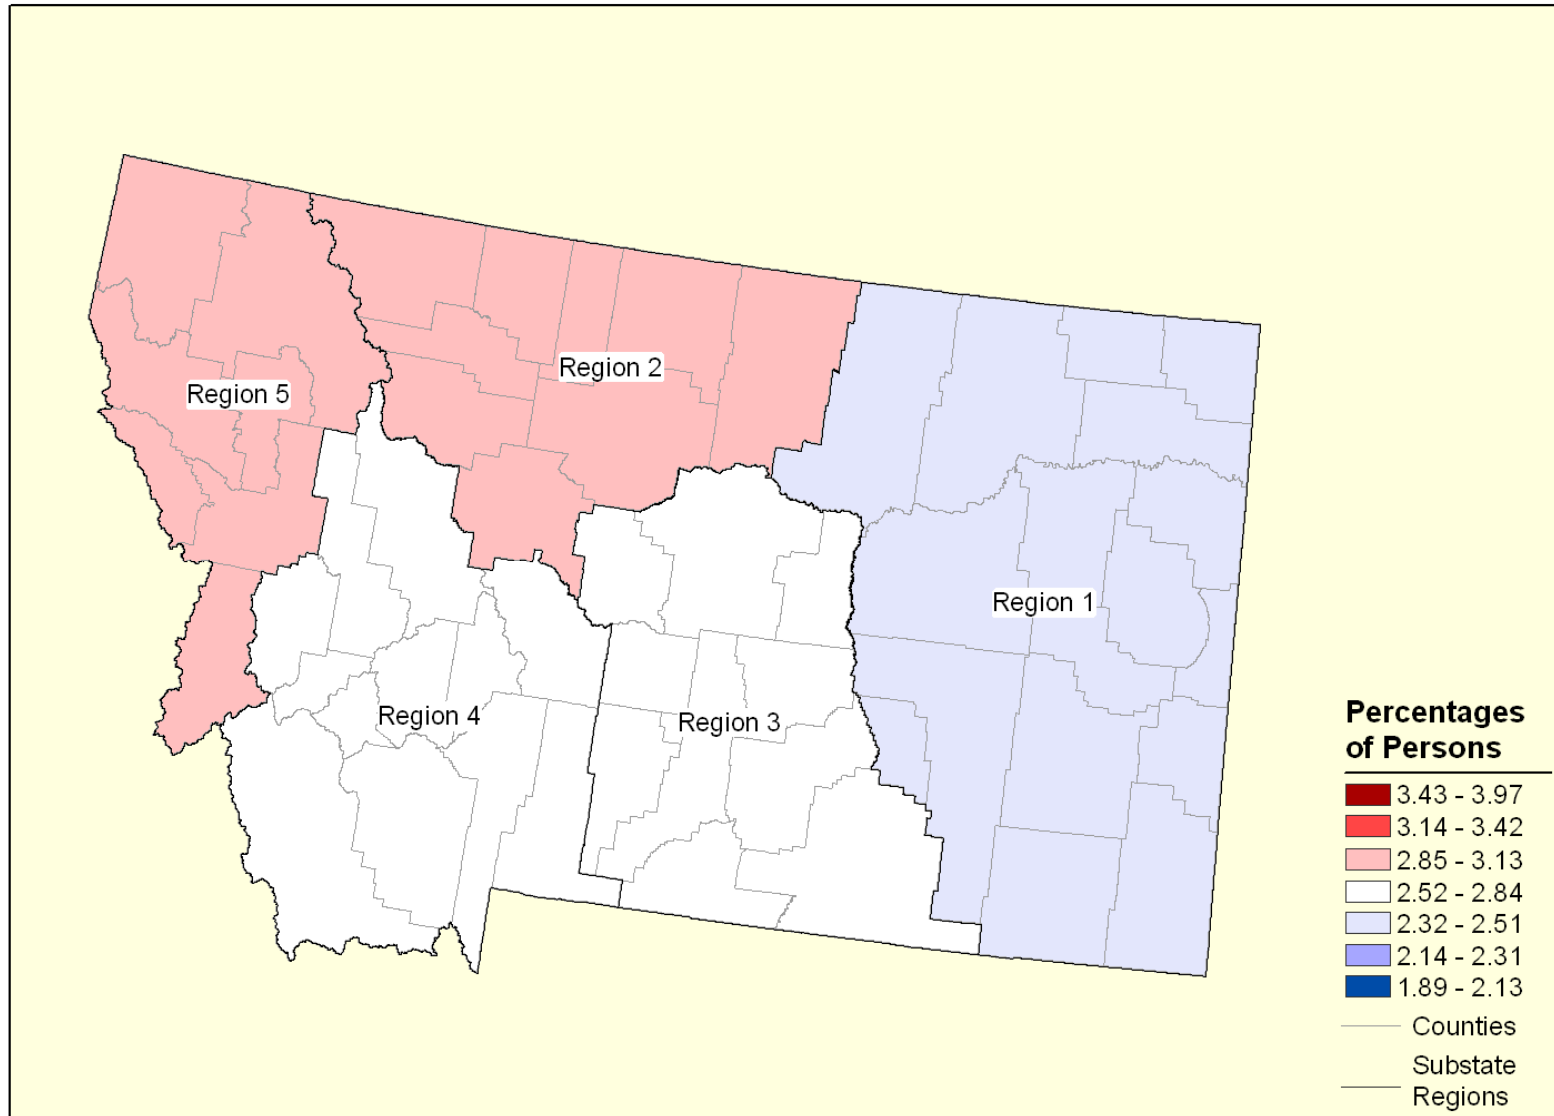 Region 2
Region 5
Region 1
Region 4
Region 3
Percentages
of Persons
3.43 - 3.97
3.14 - 3.42
2.85 - 3.13
2.52 - 2.84
2.32 - 2.51
2.14 - 2.31
1.89 - 2.13
Counties
Substate
Regions